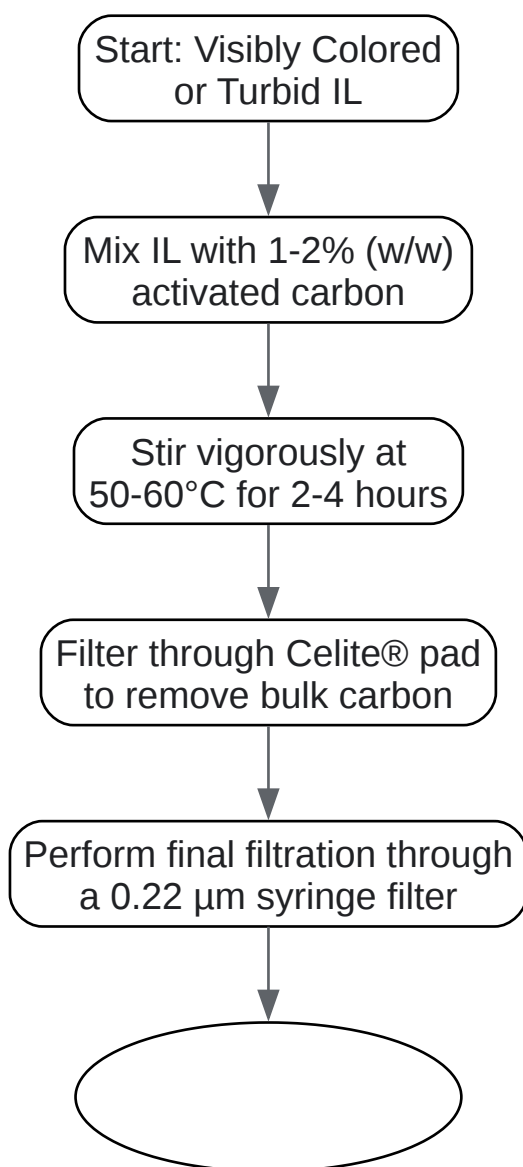 Start: Visibly Colored
or Turbid IL
Mix IL with 1-2% (w/w)
activated carbon
Stir vigorously at
50-60°C for 2-4 hours
Filter through Celite® pad
to remove bulk carbon
Perform final filtration through
a 0.22 µm syringe filter